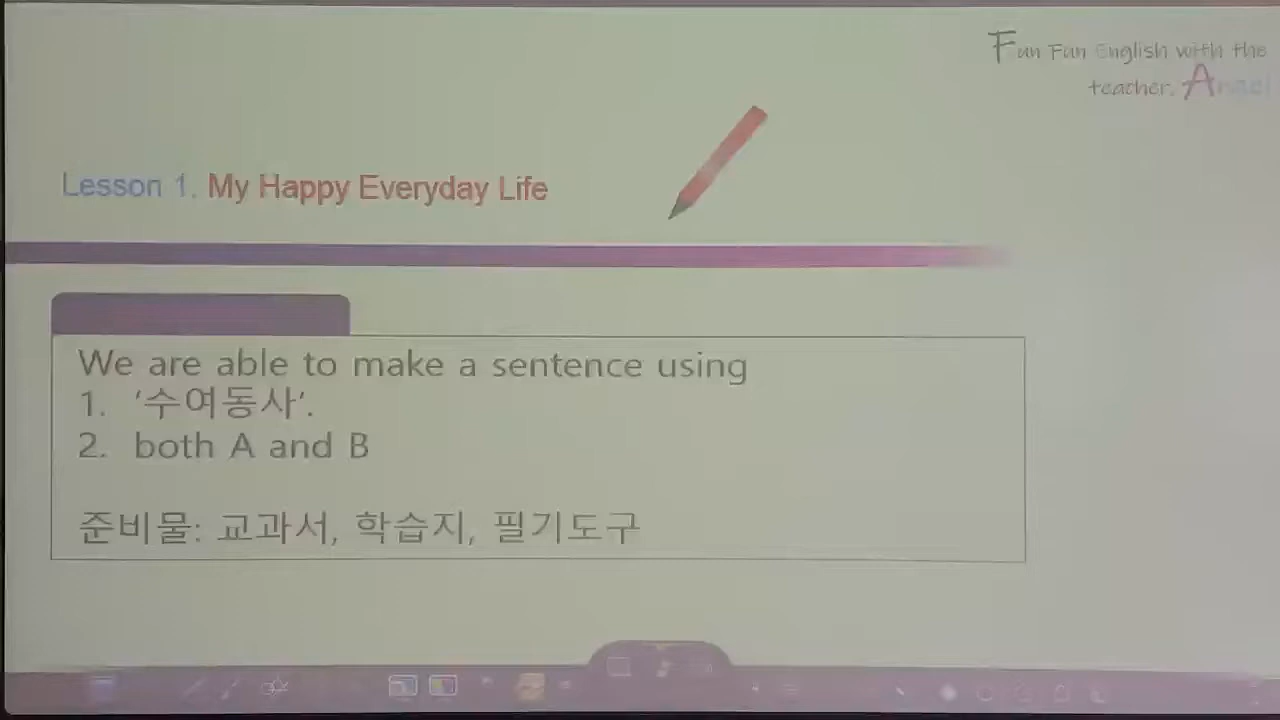 Fun Fun English with the
teacher, Angel
Lesson 1. My Happy Everyday Life
We are able to make a sentence using
1. '수여동사'.
2. both A and B
준비물: 교과서, 학습지, 필기도구